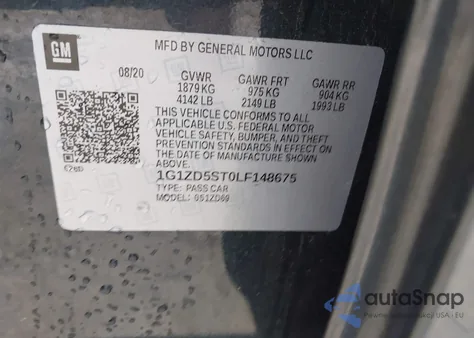 GM
MFD BY GENERAL MOTORS LLC
08/20 GVWR GAWR FRT GAWR RR
1879 KG 975 KG 904 KG
4142 LB 2149 LB 1993 LB
THIS VEHICLE CONFORMS TO ALL
APPLICABLE U.S. FEDERAL MOTOR
VEHICLE SAFETY, BUMPER, AND THEFT
PREVENTION STANDARDS IN EFFECT ON
THE DATE OF MANUFACTURE SHOWN
ABOVE.
1G1ZD5ST0LF148675
TYPE: PASS CAR
MODEL:
autoSnap
USA - EU